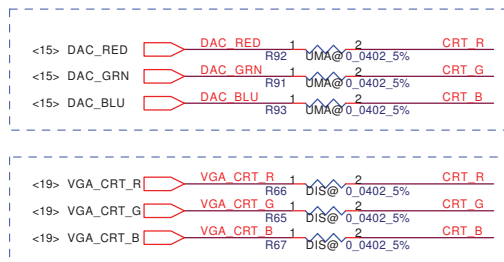 <15> DAC_RED DAC_RED 1 2 CRT_R
R92 UMA@ 0_0402_5%
<15> DAC_GRN DAC_GRN 1 2 CRT_G
R91 UMA@ 0_0402_5%
<15> DAC_BLU DAC_BLU 1 2 CRT_B
R93 UMA@ 0_0402_5%
<19> VGA_CRT_R VGA_CRT_R 1 2 CRT_R
R66 DIS@ 0_0402_5%
<19> VGA_CRT_G VGA_CRT_G 1 2 CRT_G
R65 DIS@ 0_0402_5%
<19> VGA_CRT_B VGA_CRT_B 1 2 CRT_B
R67 DIS@ 0_0402_5%